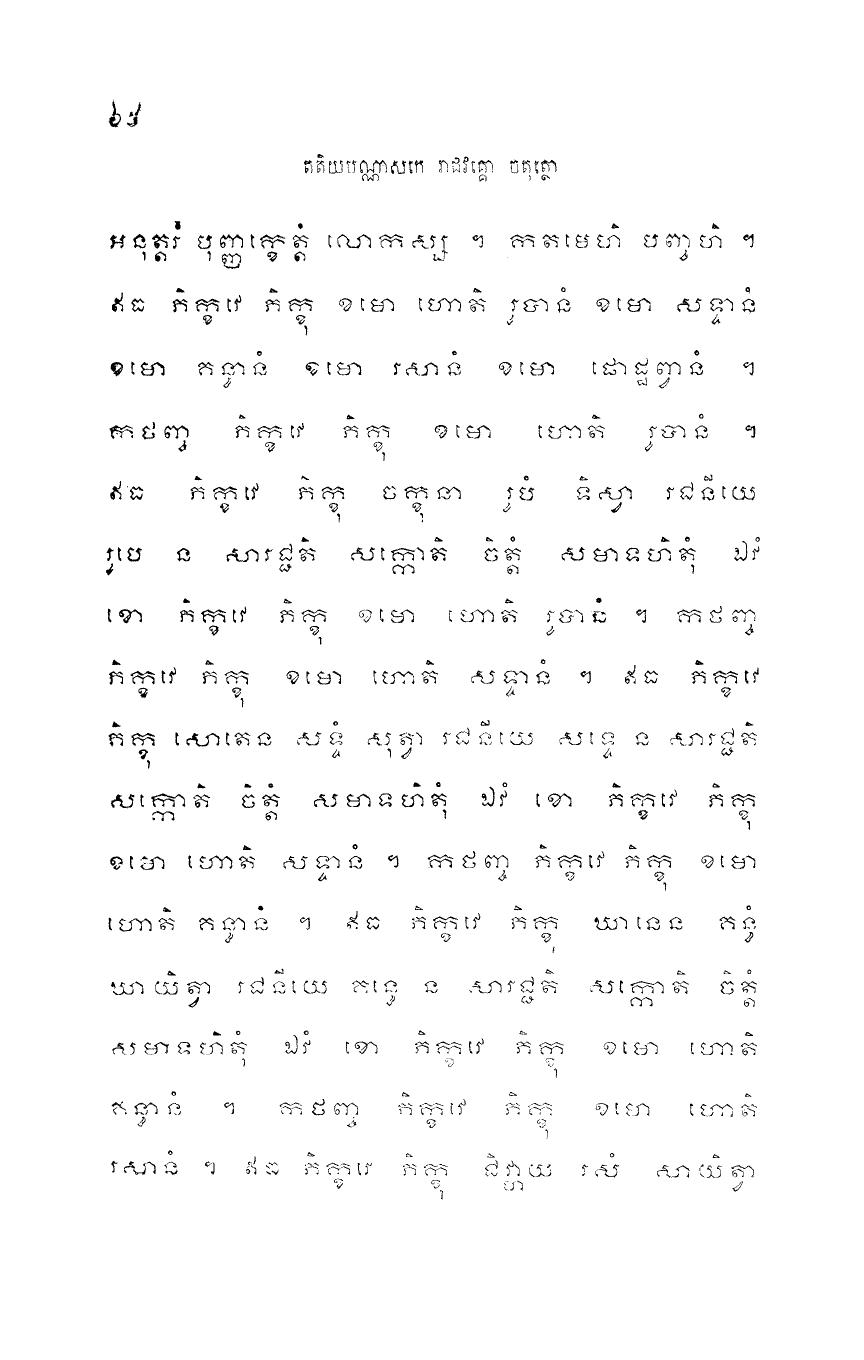 ៦៦
តតិយបណ្ណាសកេ រាជវគ្គោ ចតុត្ថោ
អនុត្តរំ បុញ្ញក្ខេត្តំ លោកស្ស ។ កតមេហិ បញ្ចហិ ។
ឥធ ភិក្ខវេ ភិក្ខុ ខមោ ហោតិ រូបានំ ខមោ សទ្ទានំ
ខមោ គន្ធានំ ខមោ រសានំ ខមោ ផោដ្ឋព្វានំ ។
កថញ្ច ភិក្ខវេ ភិក្ខុ ខមោ ហោតិ រូបានំ ។
ឥធ ភិក្ខវេ ភិក្ខុ ចក្ខុនា រូបំ ទិស្វា រជនីយេ
រូបេ ន សារជ្ជតិ សក្កោតិ ចិត្តំ សមាទហិតុំ ឯវំ
ខោ ភិក្ខវេ ភិក្ខុ ខមោ ហោតិ រូបានំ ។ កថញ្ច
ភិក្ខវេ ភិក្ខុ ខមោ ហោតិ សទ្ទានំ ។ ឥធ ភិក្ខវេ
ភិក្ខុ សោតេន សទ្ទំ សុត្វា រជនីយេ សទ្ទេ ន សារជ្ជតិ
សក្កោតិ ចិត្តំ សមាទហិតុំ ឯវំ ខោ ភិក្ខវេ ភិក្ខុ
ខមោ ហោតិ សទ្ទានំ ។ កថញ្ច ភិក្ខវេ ភិក្ខុ ខមោ
ហោតិ គន្ធានំ ។ ឥធ ភិក្ខវេ ភិក្ខុ ឃានេន គន្ធំ
ឃាយិត្វា រជនីយេ គន្ធេ ន សារជ្ជតិ សក្កោតិ ចិត្តំ
សមាទហិតុំ ឯវំ ខោ ភិក្ខវេ ភិក្ខុ ខមោ ហោតិ
គន្ធានំ ។ កថញ្ច ភិក្ខវេ ភិក្ខុ ខមោ ហោតិ
រសានំ ។ ឥធ ភិក្ខវេ ភិក្ខុ ជិវ្ហាយ រសំ សាយិត្វា